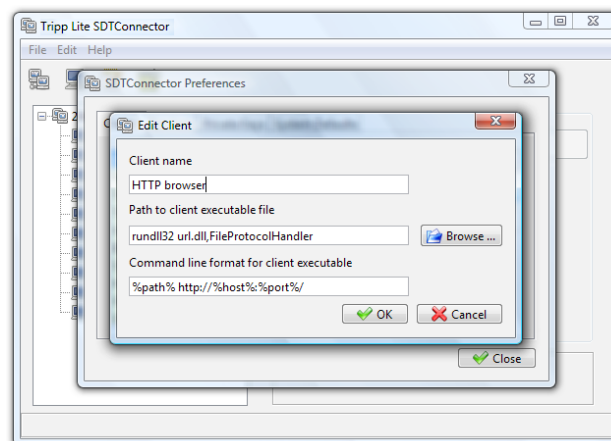 Tripp Lite SDTConnector
File Edit Help
SDTConnector Preferences
2
Edit Client
Client name
HTTP browser
Path to client executable file
rundll32 url.dll,FileProtocolHandler
Browse ...
Command line format for client executable
%path% http://%host%:%port%/
OK
Cancel
Close